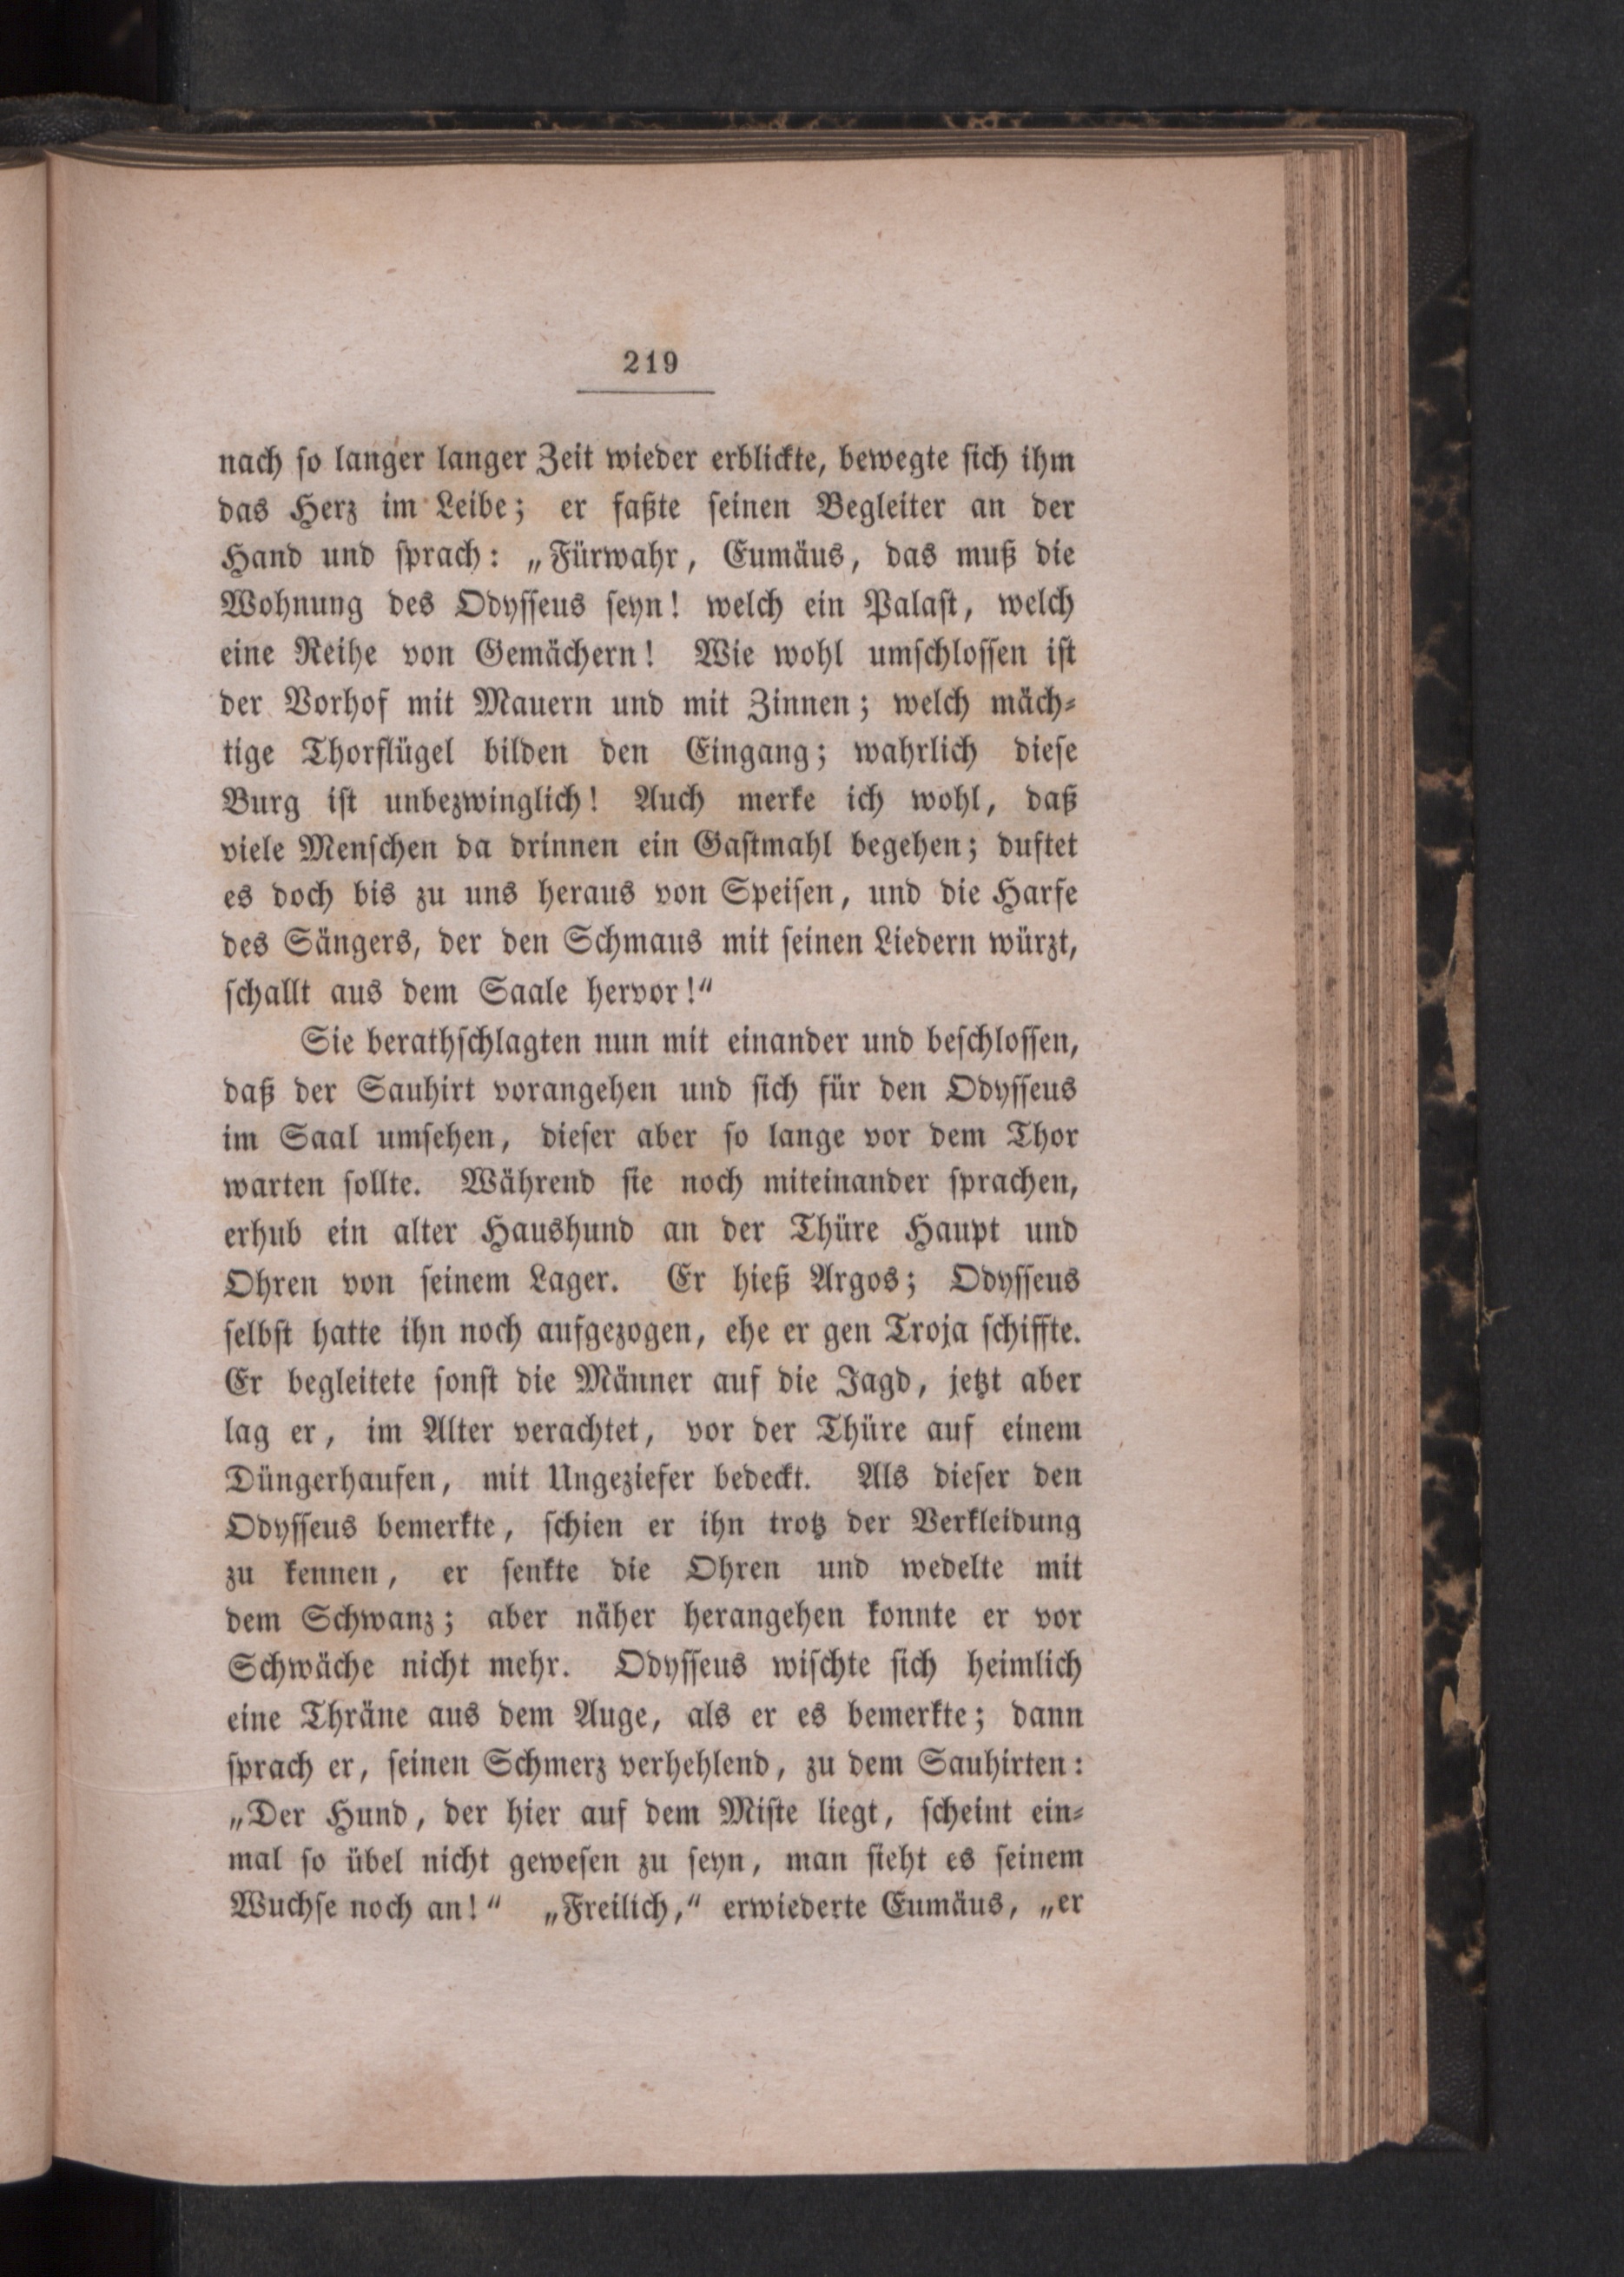 219
nach so langer langer Zeit wieder erblickte, bewegte sich ihm
das Herz im Leibe; er faßte seinen Begleiter an der
Hand und sprach: „Fürwahr, Eumäus, das muß die
Wohnung des Odysseus seyn! welch ein Palast, welch
eine Reihe von Gemächern! Wie wohl umschlossen ist
der Vorhof mit Mauern und mit Zinnen; welch mäch-
tige Thorflügel bilden den Eingang; wahrlich diese
Burg ist unbezwinglich! Auch merke ich wohl, daß
viele Menschen da drinnen ein Gastmahl begehen; duftet
es doch bis zu uns heraus von Speisen, und die Harfe
des Sängers, der den Schmaus mit seinen Liedern würzt,
schallt aus dem Saale hervor!“
Sie berathschlagten nun mit einander und beschlossen,
daß der Sauhirt vorangehen und sich für den Odysseus
im Saal umsehen, dieser aber so lange vor dem Thor
warten sollte. Während sie noch miteinander sprachen,
erhub ein alter Haushund an der Thüre Haupt und
Ohren von seinem Lager. Er hieß Argos; Odysseus
selbst hatte ihn noch aufgezogen, ehe er gen Troja schiffte.
Er begleitete sonst die Männer auf die Jagd, jetzt aber
lag er, im Alter verachtet, vor der Thüre auf einem
Düngerhaufen, mit Ungeziefer bedeckt. Als dieser den
Odysseus bemerkte, schien er ihn trotz der Verkleidung
zu kennen, er senkte die Ohren und wedelte mit
dem Schwanz; aber näher herangehen konnte er vor
Schwäche nicht mehr. Odysseus wischte sich heimlich
eine Thräne aus dem Auge, als er es bemerkte; dann
sprach er, seinen Schmerz verhehlend, zu dem Sauhirten:
„Der Hund, der hier auf dem Miste liegt, scheint ein-
mal so übel nicht gewesen zu seyn, man sieht es seinem
Wuchse noch an!“ „Freilich,“ erwiederte Eumäus, „er